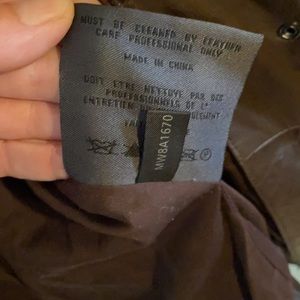 MUST BE CLEANED BY LEATHER
CARE PROFESSIONAL ONLY
MADE IN CHINA
DOIT ETRE NETTOYE PAR DES
PROFESSIONNELS DE L'
ENTRETIEN
MW8A1670